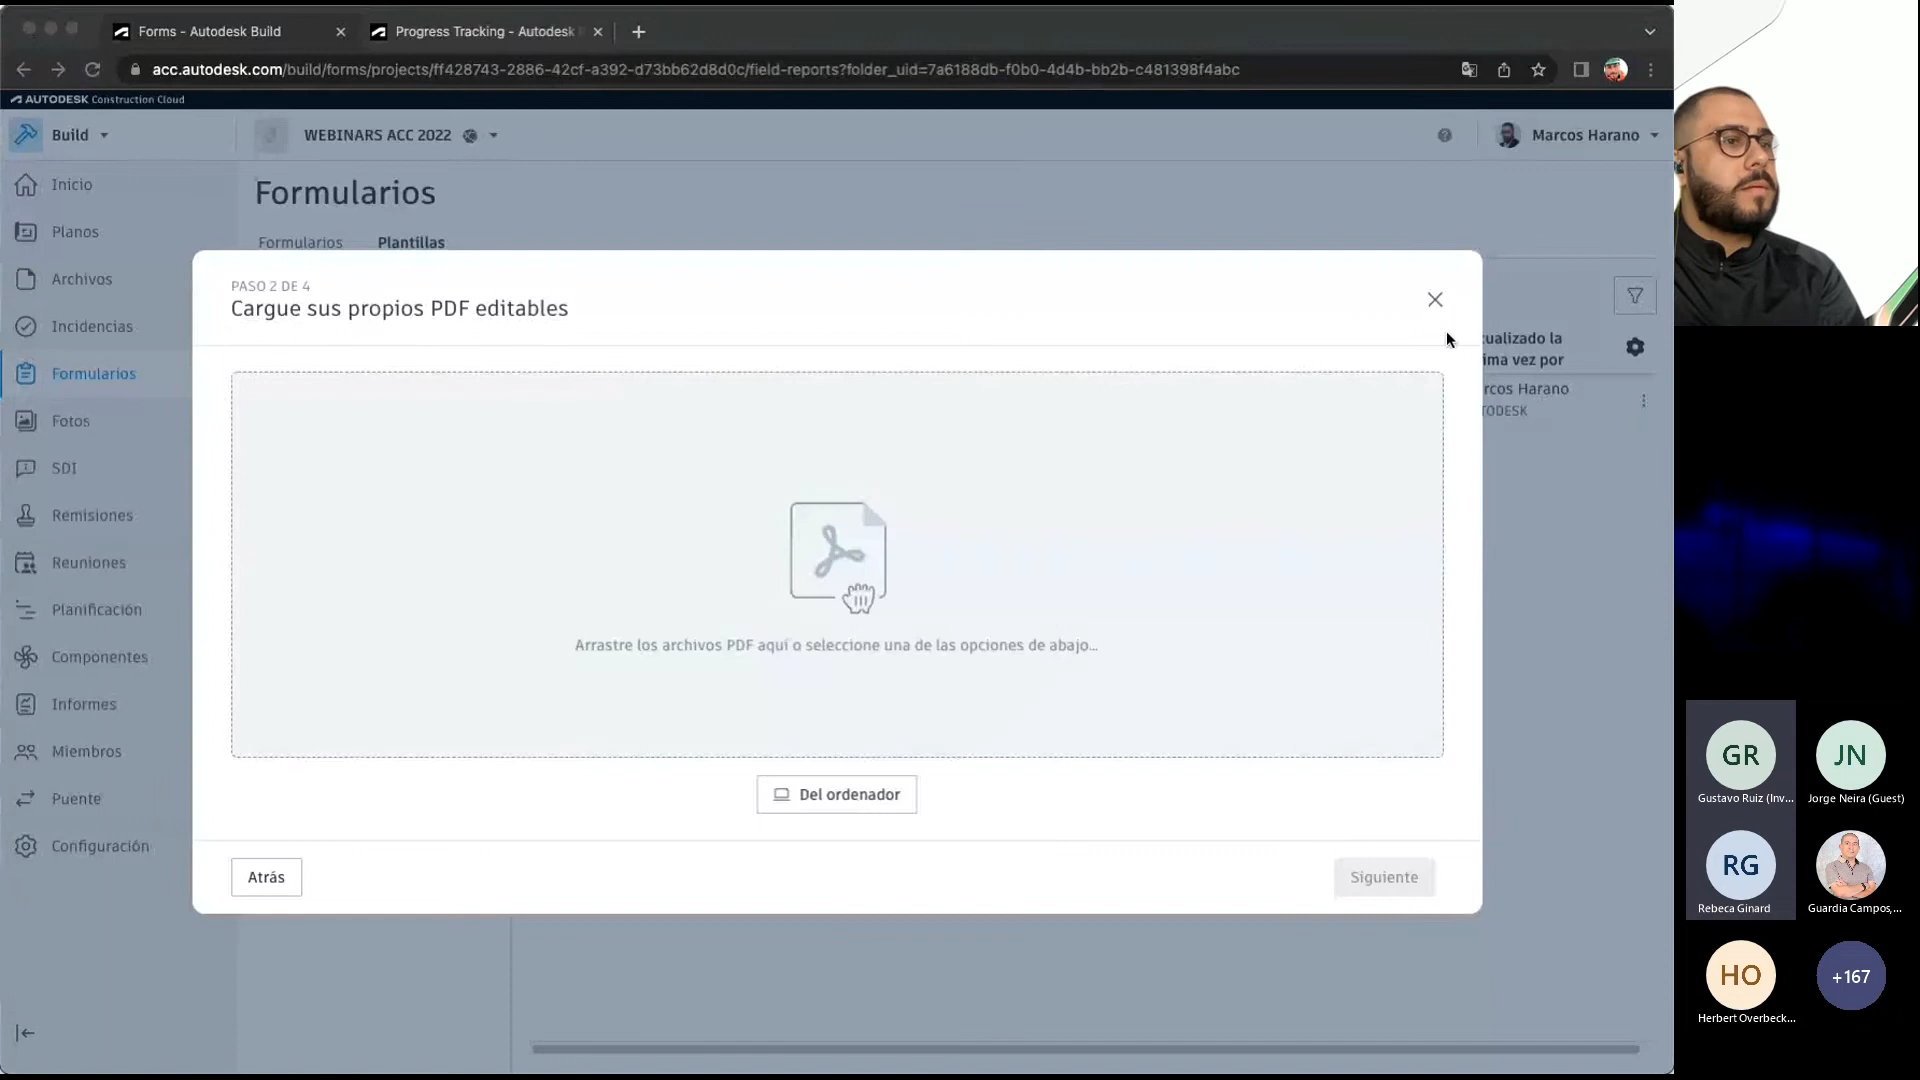 Forms - Autodesk Build
Progress Tracking - Autodesk
acc.autodesk.com/build/forms/projects/ff428743-2886-42cf-a392-d73bb62d8d0c/field-reports?folder_uid=7a6188db-f0b0-4d4b-bb2b-c481398f4abc
AUTODESK Construction Cloud
Build
WEBINARS ACC 2022
Marcos Harano
Inicio
Planos
Archivos
Incidencias
Formularios
Fotos
SDI
Remisiones
Reuniones
Planificación
Componentes
Informes
Miembros
Puente
Configuración
Formularios
Formularios
Plantillas
PASO 2 DE 4
Cargue sus propios PDF editables
Arrastre los archivos PDF aquí o seleccione una de las opciones de abajo...
Del ordenador
Atrás
Siguiente
tualizado la
ima vez por
rcos Harano
TODESK
GR
Gustavo Ruiz (Inv...
JN
Jorge Neira (Guest)
RG
Rebeca Ginard
Guardia Campos,...
HO
Herbert Overbeck...
+167